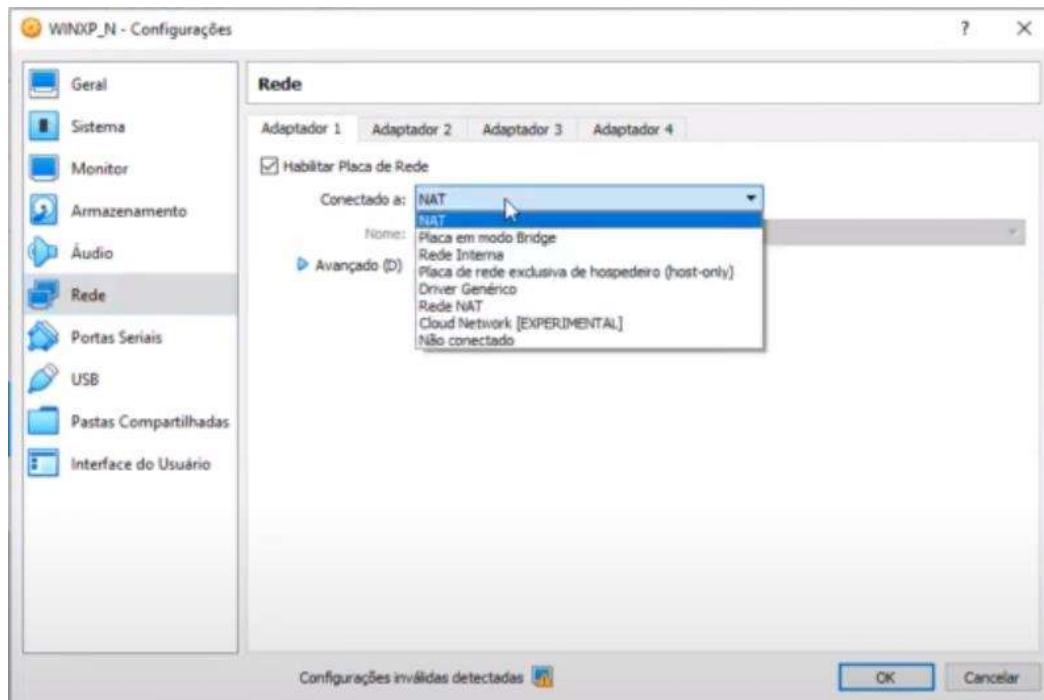 WINXP_N - Configurações
?
Geral
Sistema
Monitor
Armazenamento
Áudio
Rede
Portas Seriais
USB
Pastas Compartilhadas
Interface do Usuário
Rede
Adaptador 1 Adaptador 2 Adaptador 3 Adaptador 4
Habilitar Placa de Rede
Conectado a: NAT
NAT
Nome:
Placa em modo Bridge
Rede Interna
Avançado (D)
Placa de rede exclusiva de hospedeiro (host-only)
Driver Genérico
Rede NAT
Cloud Network [EXPERIMENTAL]
Não conectado
Configurações inválidas detectadas
OK Cancelar